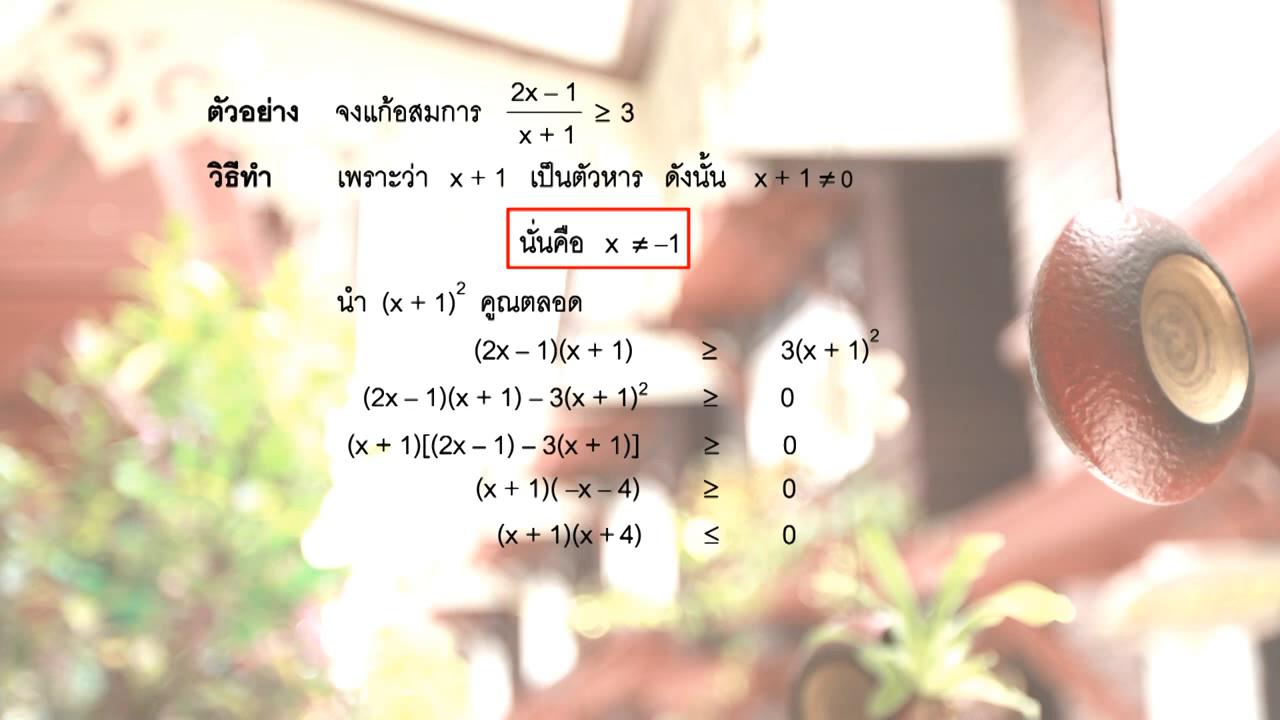 ตัวอย่าง จงแก้อสมการ (2x – 1)/(x + 1) ≥ 3
วิธีทำ เพราะว่า x + 1 เป็นตัวหาร ดังนั้น x + 1 ≠ 0
นั่นคือ x ≠ –1
นำ (x + 1)² คูณตลอด
(2x – 1)(x + 1) ≥ 3(x + 1)²
(2x – 1)(x + 1) – 3(x + 1)² ≥ 0
(x + 1)[(2x – 1) – 3(x + 1)] ≥ 0
(x + 1)( –x – 4) ≥ 0
(x + 1)(x + 4) ≤ 0